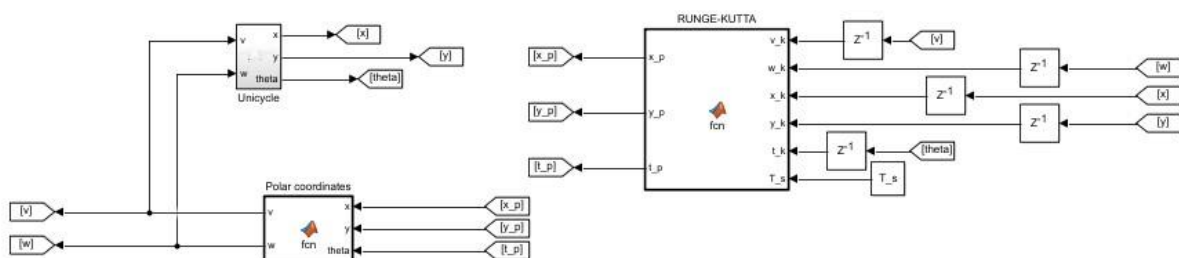 v
w
x
y
theta
Unicycle
[x]
[y]
[theta]
Polar coordinates
[v]
[w]
v
w
fcn
x
y
theta
[x_p]
[y_p]
[t_p]
RUNGE-KUTTA
[x_p]
[y_p]
[t_p]
x_p
y_p
t_p
fcn
v_k
w_k
x_k
y_k
t_k
T_s
Z-1
[v]
Z-1
[w]
Z-1
[x]
Z-1
[y]
Z-1
[theta]
T_s